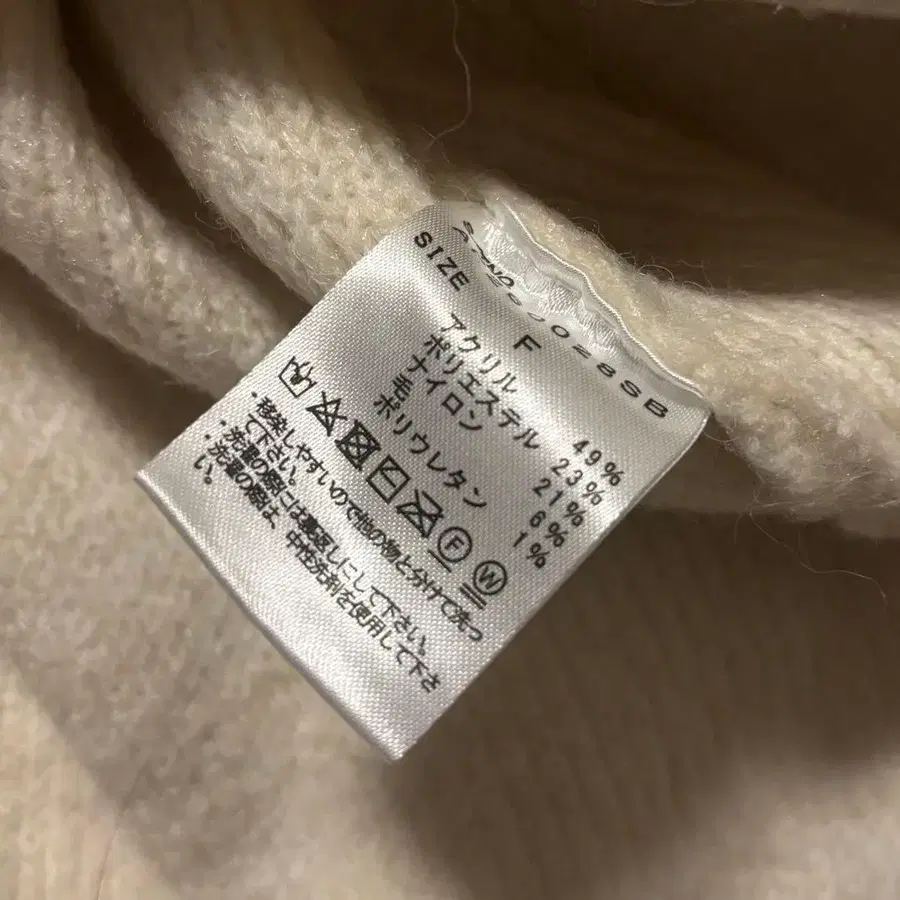 SIZE F
アクリル 49%
ポリエステル 23%
ナイロン 21%
毛 6%
ポリウレタン 1%
F W
・移染しやすいので他の物と分けて洗っ
て下さい。
・洗濯の際には裏返しにして下さい。
・洗濯の際は、中性洗剤を使用して下さ
い。